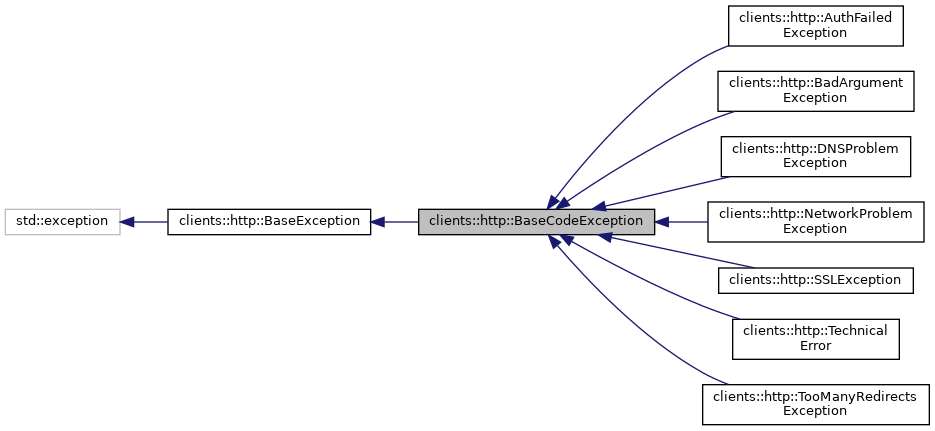 std::exception
clients::http::BaseException
clients::http::BaseCodeException
clients::http::AuthFailed
Exception
clients::http::BadArgument
Exception
clients::http::DNSProblem
Exception
clients::http::NetworkProblem
Exception
clients::http::SSLException
clients::http::Technical
Error
clients::http::TooManyRedirects
Exception